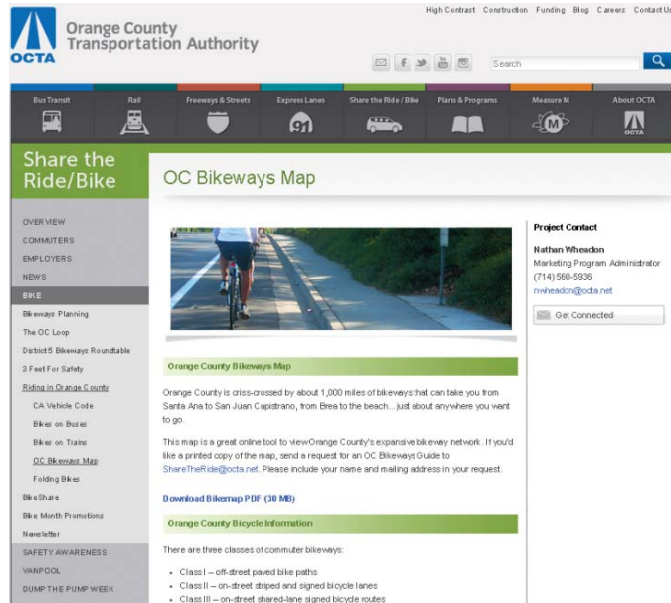 High Contrast Construction Funding Blog Careers Contact Us
Orange County
Transportation Authority
OCTA
Search
Bus Transit
Rail
Freeways & Streets
Express Lanes
Share the Ride / Bike
Plans & Programs
Measure M
About OCTA
91
M
OCTA
Share the
Ride/Bike
OC Bikeways Map
OVERVIEW
COMMUTERS
EMPLOYERS
NEWS
BIKE
Bikeways Planning
The OC Loop
District 5 Bikeways Roundtable
3 Feet For Safety
Riding in Orange County
CA Vehicle Code
Bikes on Buses
Bikes on Trains
OC Bikeways Map
Folding Bikes
BikeShare
Bike Month Promotions
Newsletter
SAFETY AWARENESS
VANPOOL
DUMP THE PUMP WEEK
Orange County Bikeways Map
Orange County is criss-crossed by about 1,000 miles of bikeways that can take you from
Santa Ana to San Juan Capistrano, from Brea to the beach...just about anywhere you want
to go.
This map is a great online tool to view Orange County's expansive bikeway network. If you'd
like a printed copy of the map, send a request for an OC Bikeways Guide to
ShareTheRide@octa.net. Please include your name and mailing address in your request.
Download Bikemap PDF (30 MB)
Orange County Bicycle Information
There are three classes of commuter bikeways:
• Class I – off-street paved bike paths
• Class II – on-street striped and signed bicycle lanes
• Class III – on-street shared-lane signed bicycle routes
Project Contact
Nathan Wheadon
Marketing Program Administrator
(714) 560-5936
nwheadon@octa.net
Get Connected